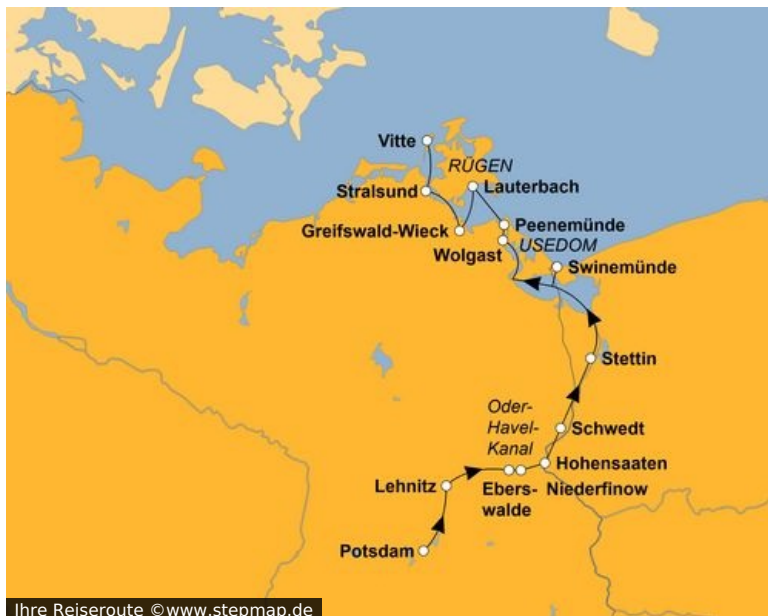 Vitte
RÜGEN
Stralsund
Lauterbach
Greifswald-Wieck
Peenemünde
USEDOM
Wolgast
Swinemünde
Stettin
Oder-
Havel-
Kanal
Schwedt
Hohensaaten
Lehnitz
Ebers-
walde
Niederfinow
Potsdam
Ihre Reiseroute ©www.stepmap.de